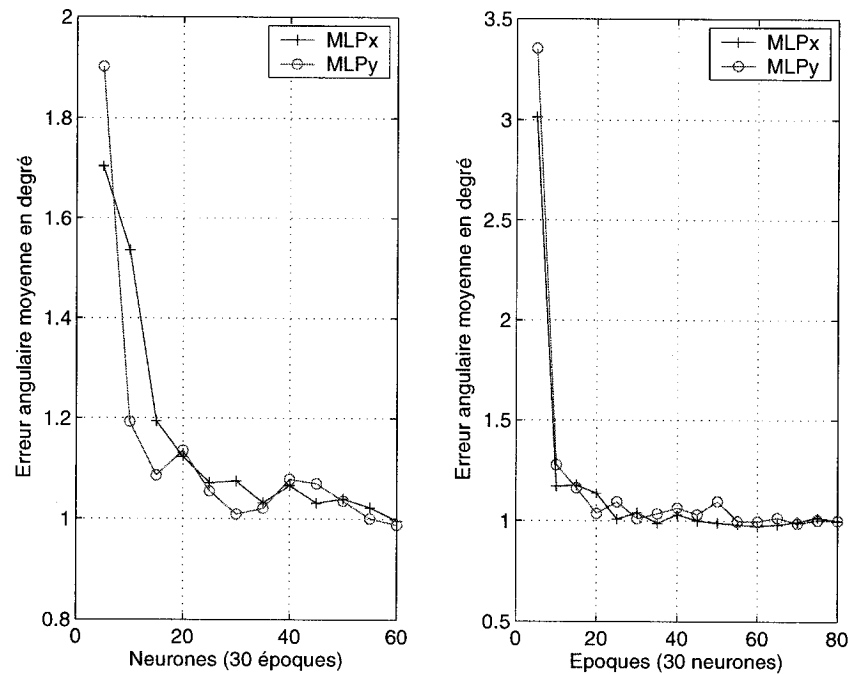 2
1.8
1.6
1.4
1.2
1
0.8
0
20
40
60
Erreur angulaire moyenne en degré
Neurones (30 époques)
MLPx
MLPy
3.5
3
2.5
2
1.5
1
0.5
0
20
40
60
80
Erreur angulaire moyenne en degré
Epoques (30 neurones)
MLPx
MLPy